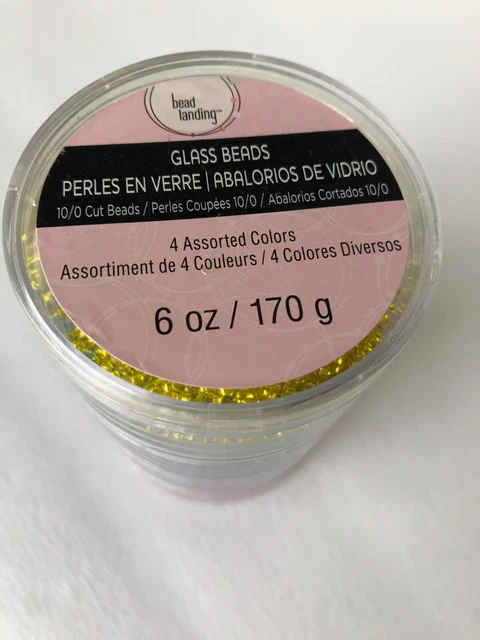 bead
landing™
GLASS BEADS
PERLES EN VERRE | ABALORIOS DE VIDRIO
10/0 Cut Beads / Perles Coupées 10/0 / Abalorios Cortados 10/0
4 Assorted Colors
Assortiment de 4 Couleurs / 4 Colores Diversos
6 oz / 170 g